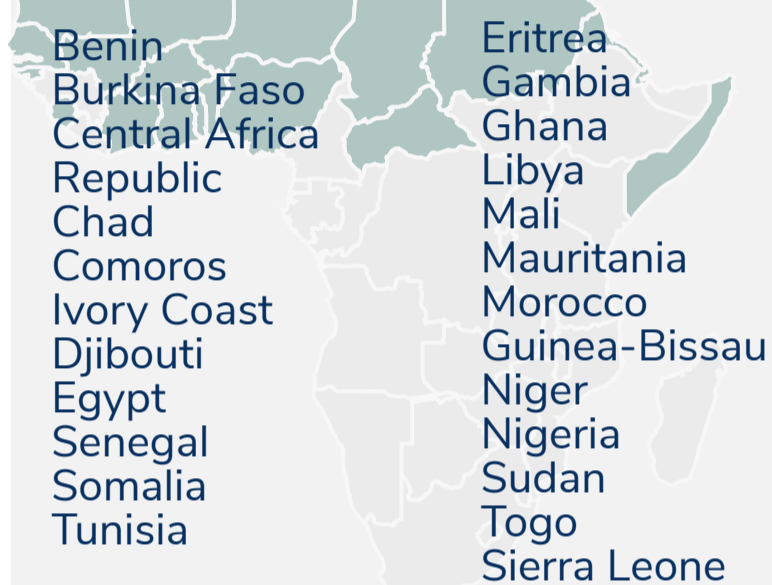 Benin
Burkina Faso
Central Africa
Republic
Chad
Comoros
Ivory Coast
Djibouti
Egypt
Senegal
Somalia
Tunisia
Eritrea
Gambia
Ghana
Libya
Mali
Mauritania
Morocco
Guinea-Bissau
Niger
Nigeria
Sudan
Togo
Sierra Leone